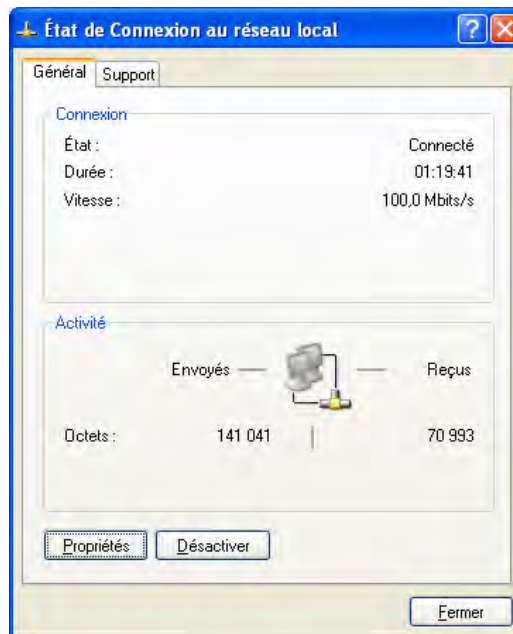 État de Connexion au réseau local
Général Support
Connexion
État : Connecté
Durée : 01:19:41
Vitesse : 100,0 Mbits/s
Activité
Envoyés Reçus
Octets : 141 041 70 993
Propriétés Désactiver
Fermer